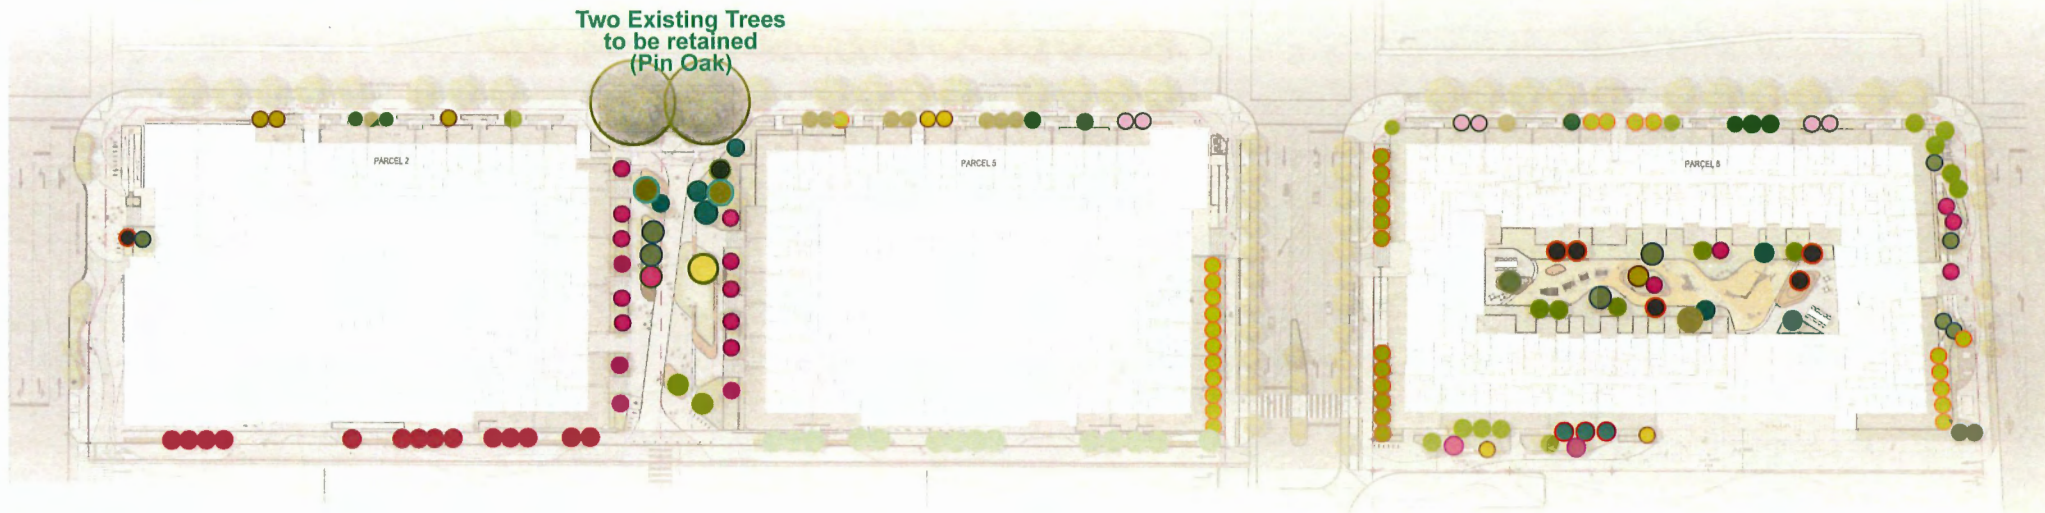 Two Existing Trees
to be retained
(Pin Oak)
PARCEL 2
PARCEL 5
PARCEL 8